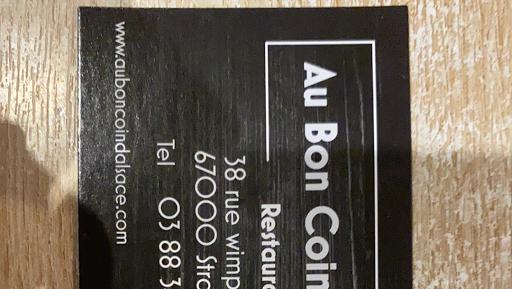 Au Bon Coin
38 rue
67000
Tel 03 88
www.auboncoindalsace.com